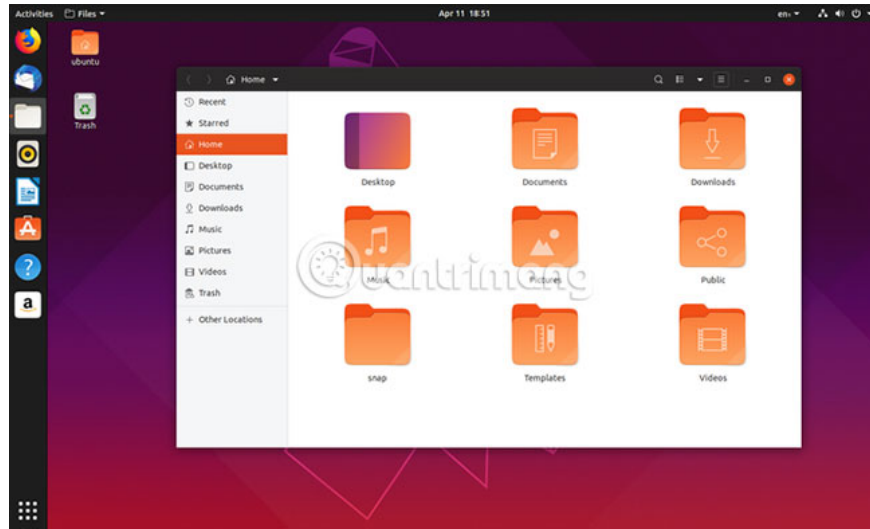 Activities Files Apr 11 18:51 en
ubuntu
Trash
Home
Recent
Starred
Home
Desktop
Documents
Downloads
Music
Pictures
Videos
Trash
+ Other Locations
Desktop Documents Downloads
Music Pictures Public
snap Templates Videos
Quantrimang